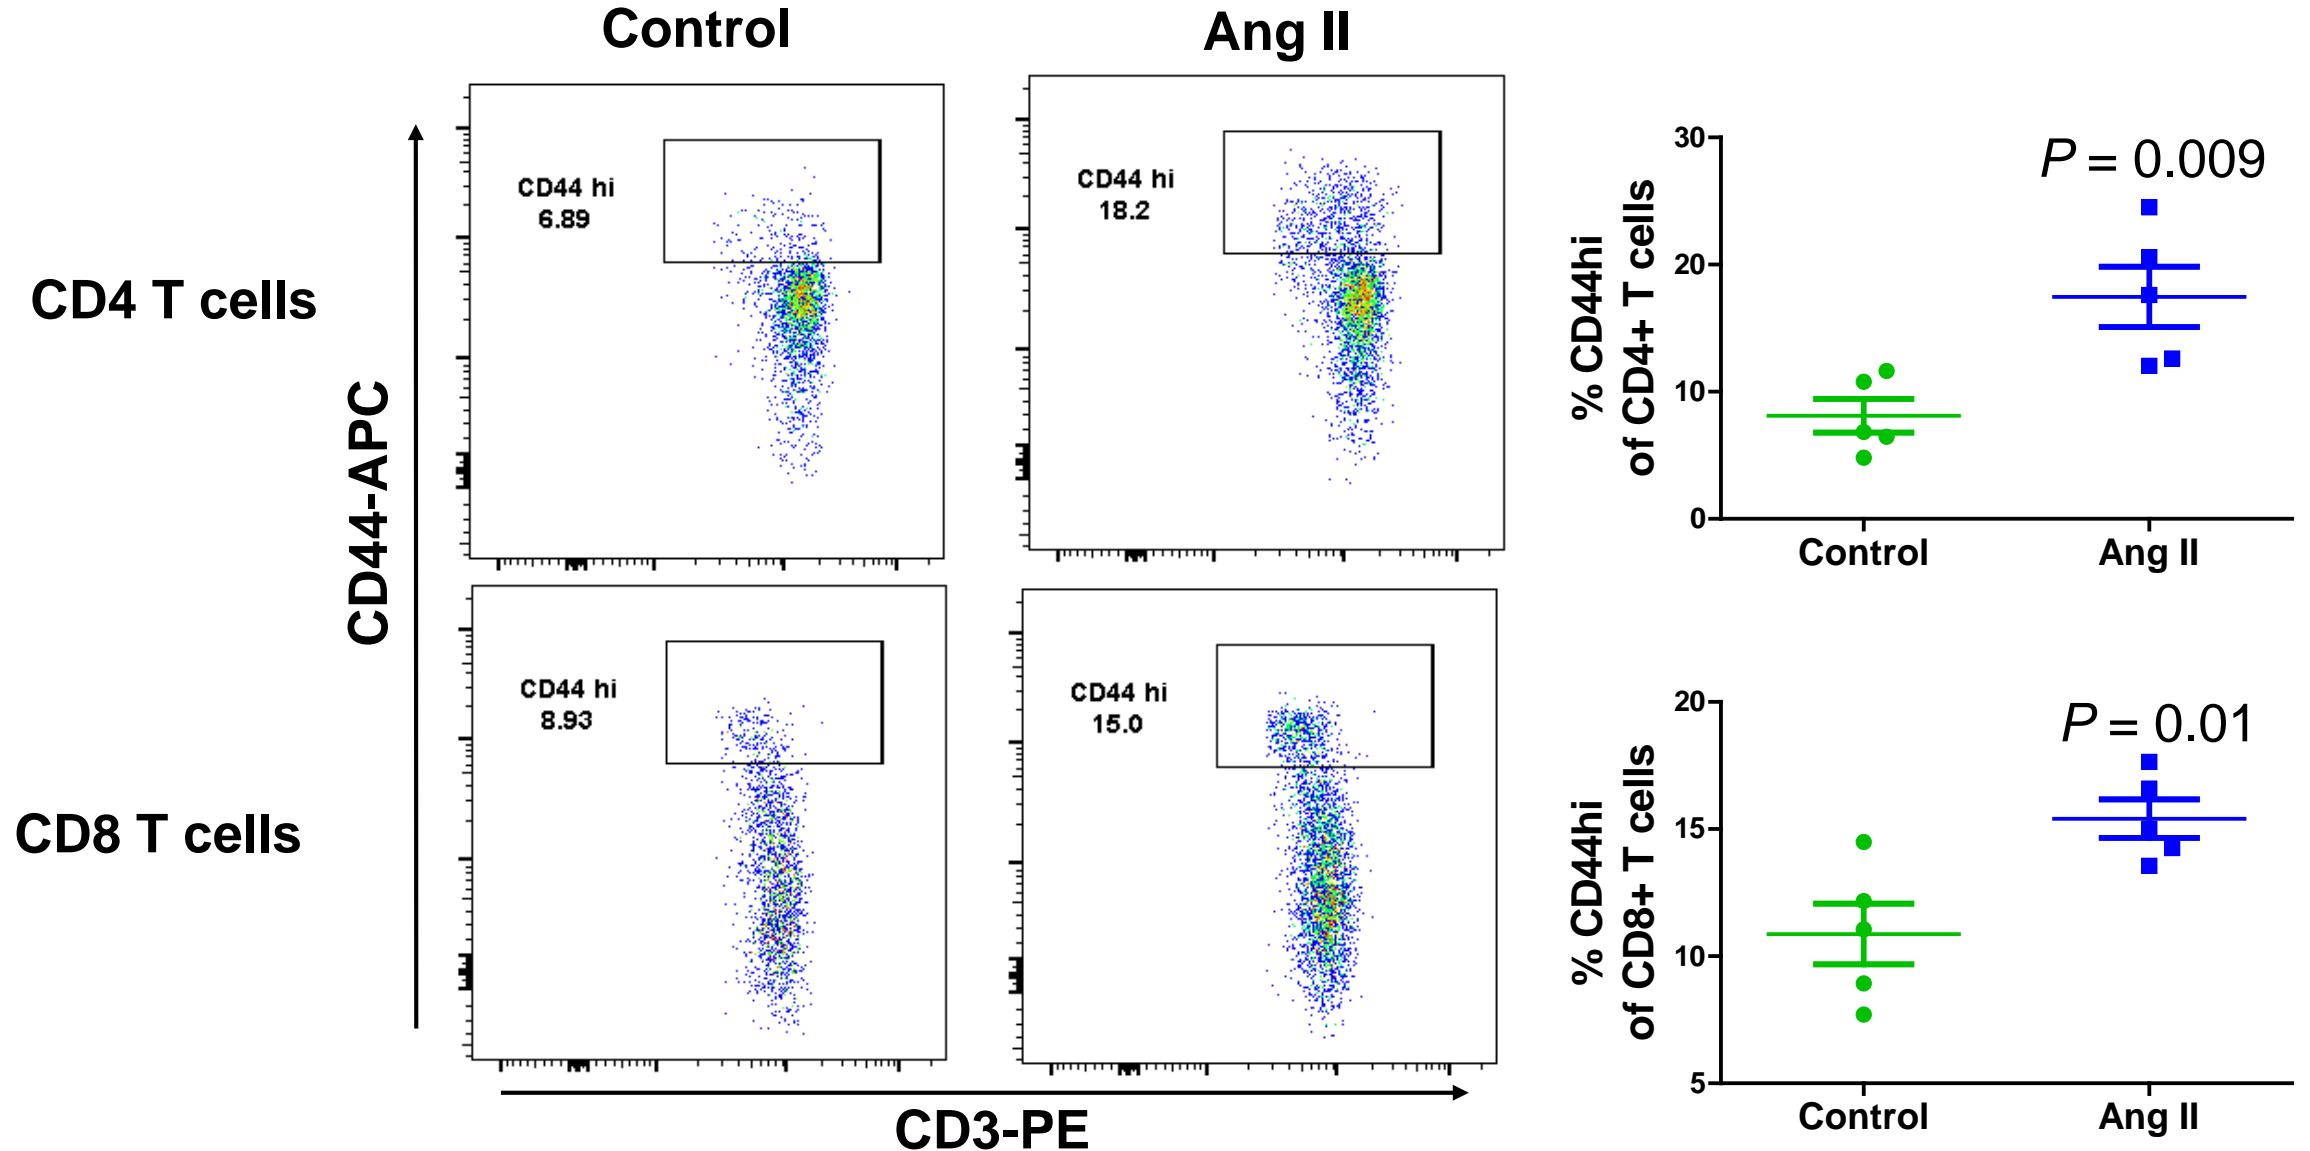 Control
Ang II
CD4 T cells
CD8 T cells
CD44-APC
CD3-PE
CD44 hi
6.89
CD44 hi
18.2
CD44 hi
8.93
CD44 hi
15.0
% CD44hi
of CD4+ T cells
30
20
10
0
P = 0.009
Control
Ang II
% CD44hi
of CD8+ T cells
20
15
10
5
P = 0.01
Control
Ang II